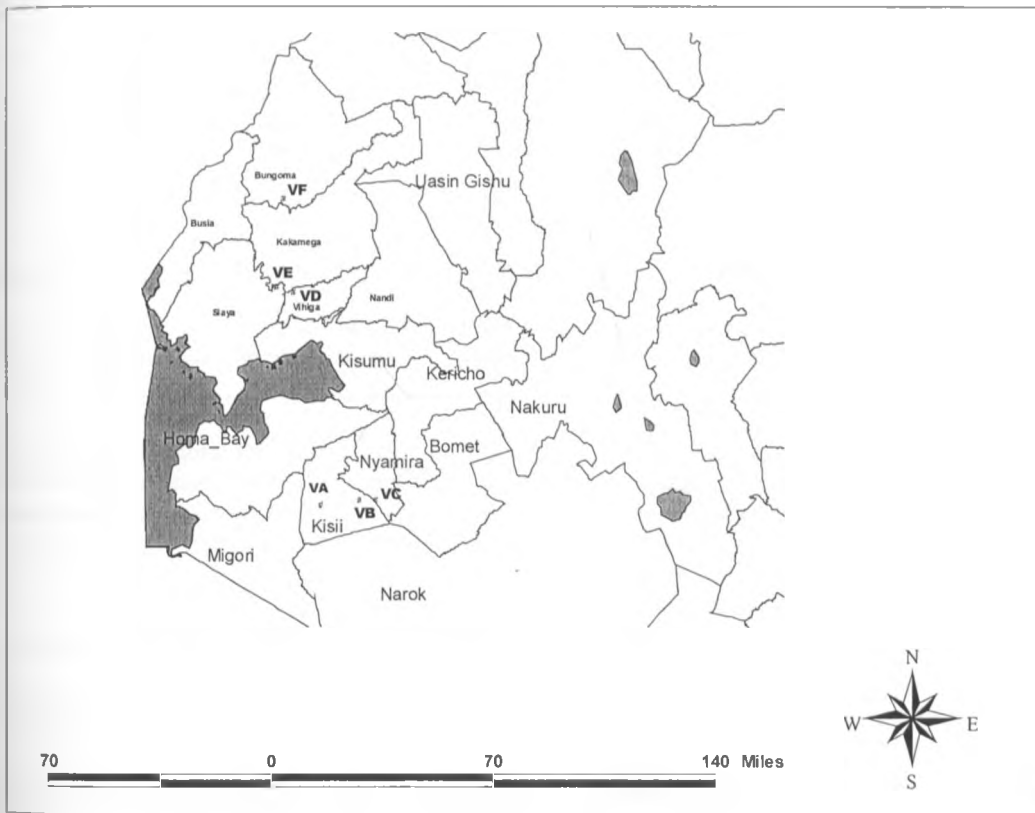 Uasin Gishu
Bungoma
VF
Busia
Kakamega
VE
VD
Vihiga
Nandi
Siaya
Kisumu
Kericho
Nakuru
Homa_Bay
Bomet
Nyamira
VA
VC
VB
Kisii
Migori
Narok
N
W
E
S
70 0 70 140 Miles